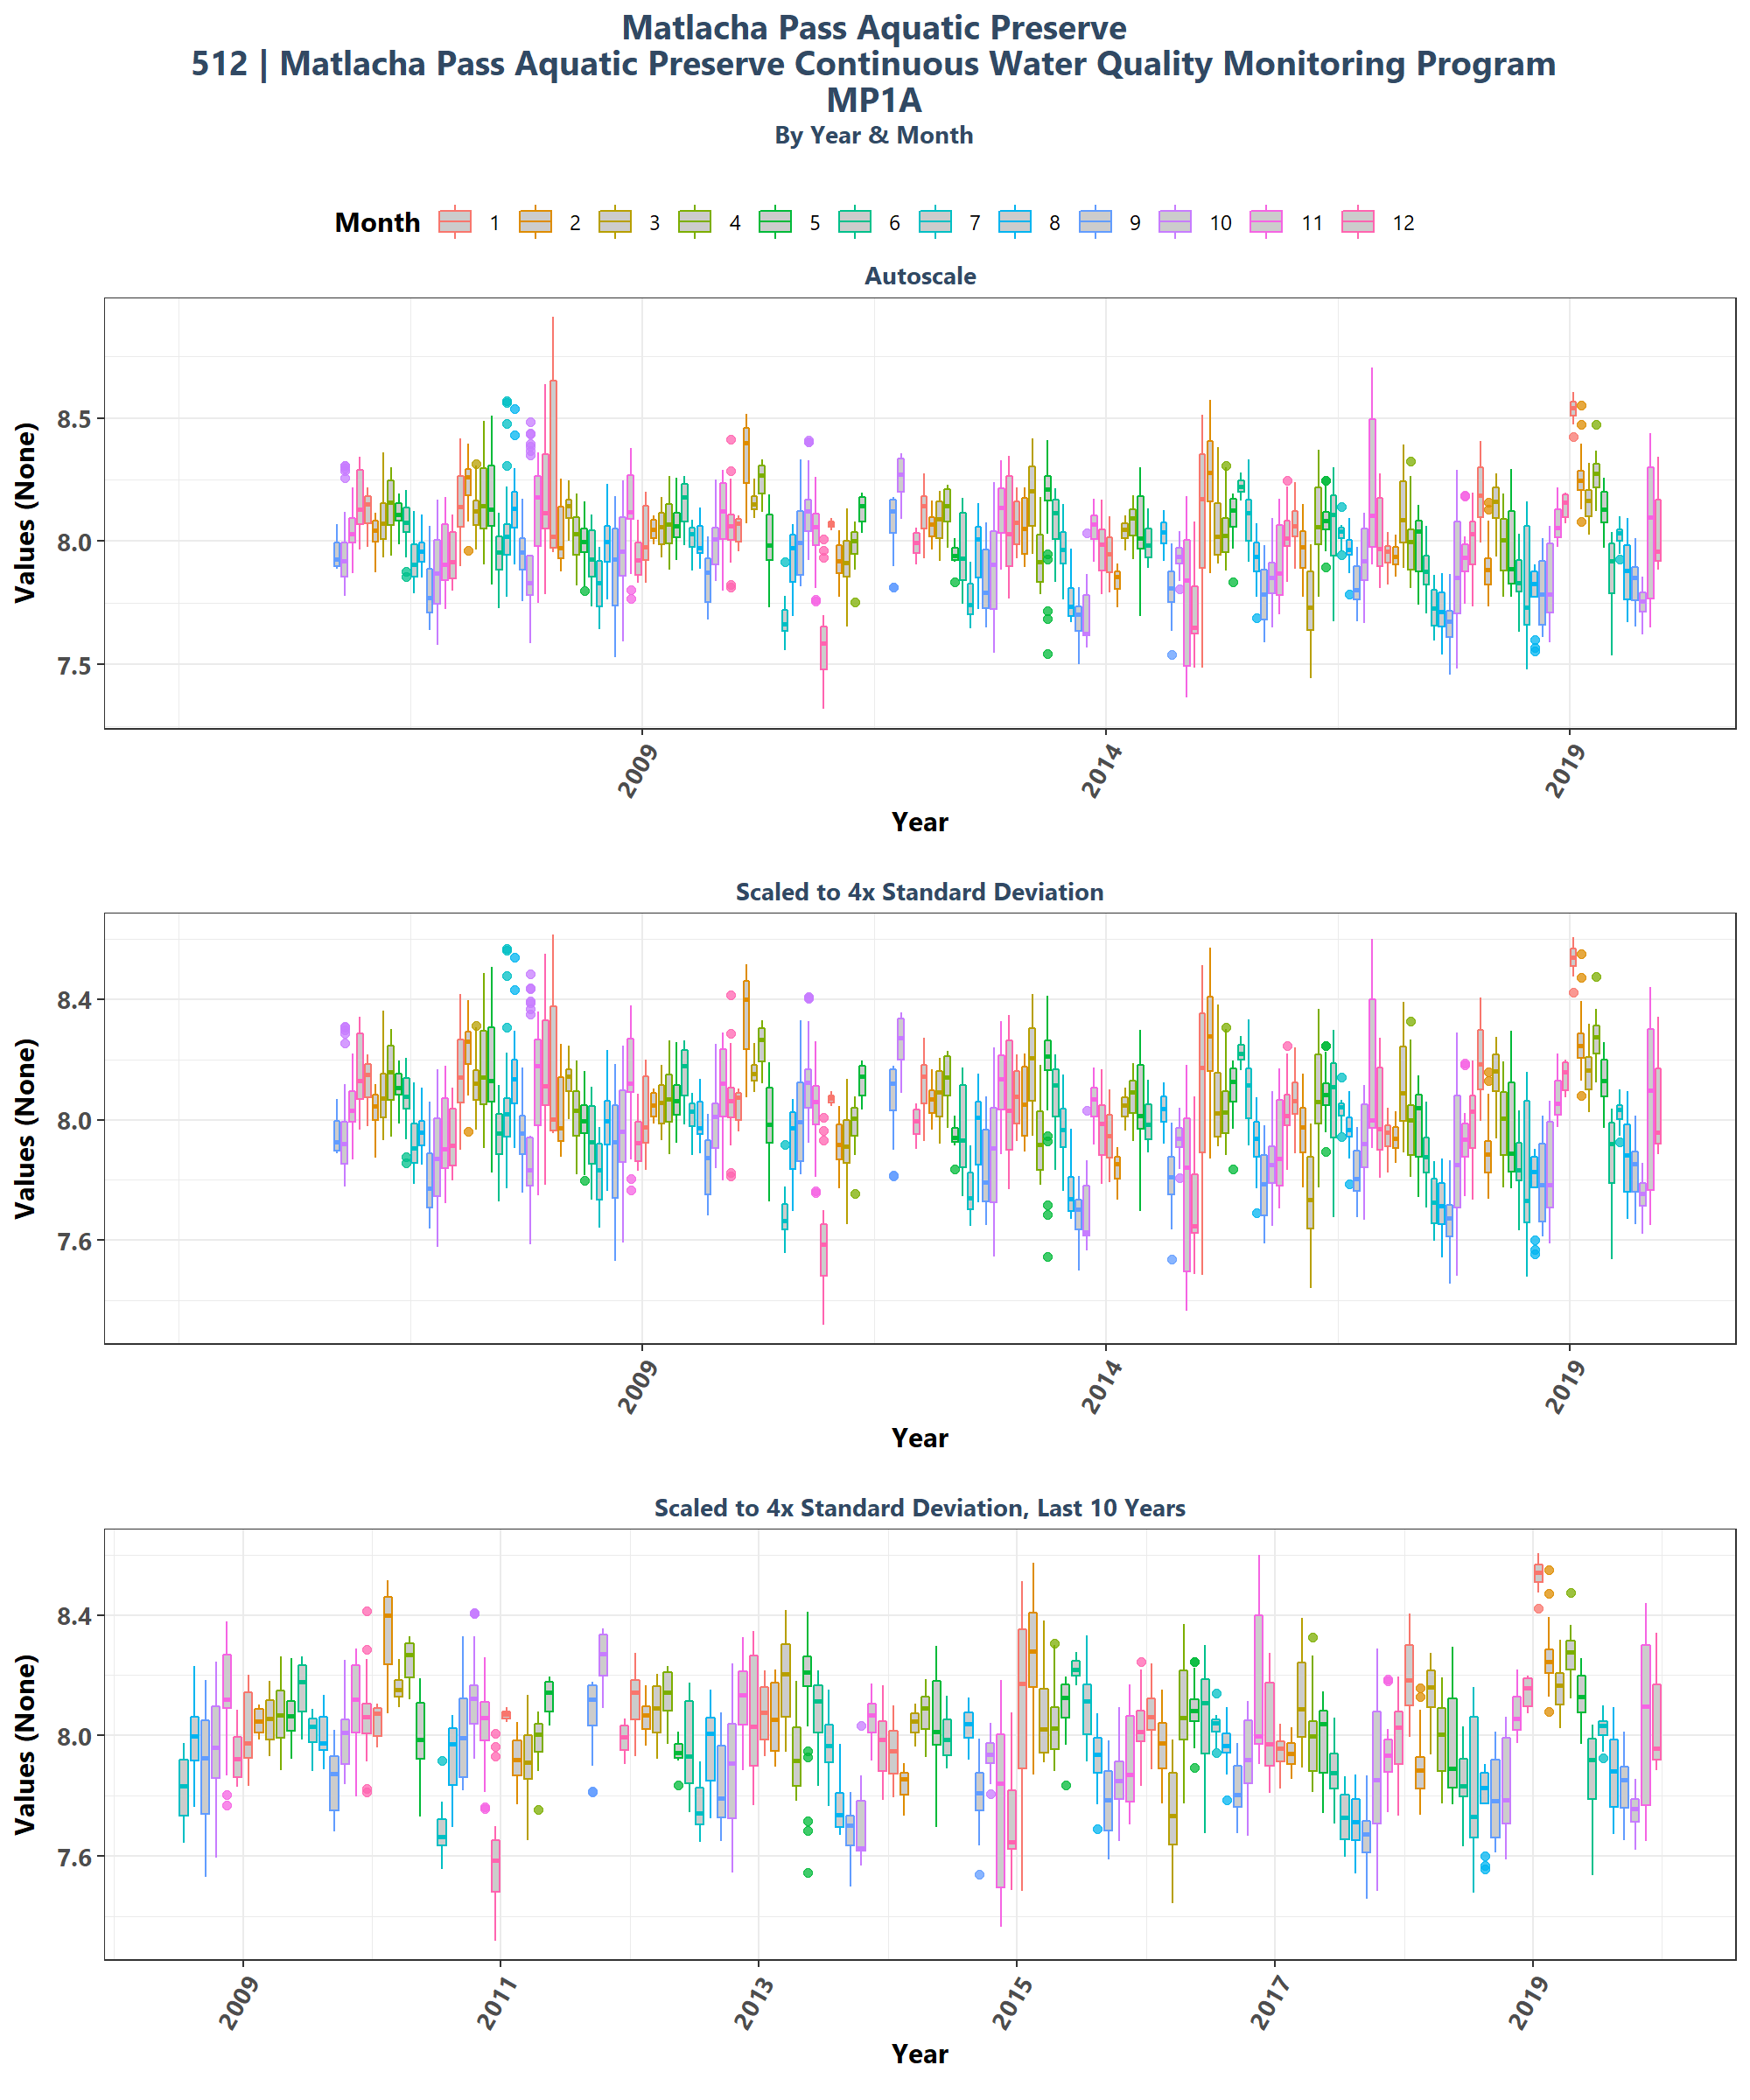 Matlacha Pass Aquatic Preserve
512 | Matlacha Pass Aquatic Preserve Continuous Water Quality Monitoring Program
MP1A
By Year & Month
Month 1 2 3 4 5 6 7 8 9 10 11 12
Autoscale
Values (None)
8.5
8.0
7.5
2009 2014 2019
Year
Scaled to 4x Standard Deviation
Values (None)
8.4
8.0
7.6
2009 2014 2019
Year
Scaled to 4x Standard Deviation, Last 10 Years
Values (None)
8.4
8.0
7.6
2009 2011 2013 2015 2017 2019
Year